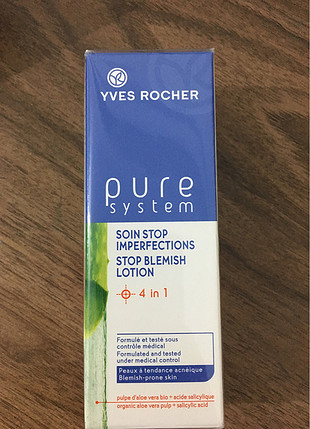 YR
YVES ROCHER
pure
system
SOIN STOP
IMPERFECTIONS
STOP BLEMISH
LOTION
4 in 1
Formulé et testé sous
contrôle médical
Formulated and tested
under medical control
Peaux à tendance acnéique
Blemish-prone skin
pulpe d'aloe vera bio + acide salicylique
organic aloe vera pulp + salicylic acid